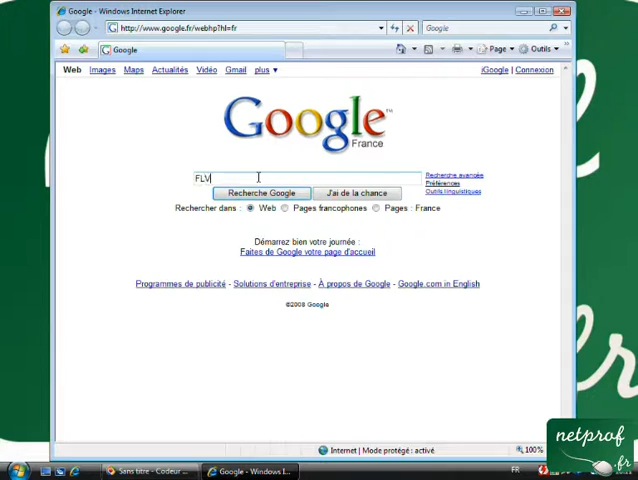 Google - Windows Internet Explorer
http://www.google.fr/webhp?hl=fr
Google
Google
Page
Outils
Web Images Maps Actualités Vidéo Gmail plus ▼
iGoogle | Connexion
Google™
France
FLV
Recherche avancée
Préférences
Outils linguistiques
Recherche Google
J'ai de la chance
Rechercher dans : Web Pages francophones Pages : France
Démarrez bien votre journée :
Faites de Google votre page d'accueil
Programmes de publicité - Solutions d'entreprise - À propos de Google - Google.com in English
©2008 Google
Internet | Mode protégé : activé
100%
netprof
.fr
Sans titre - Codeur ...
Google - Windows I...
FR